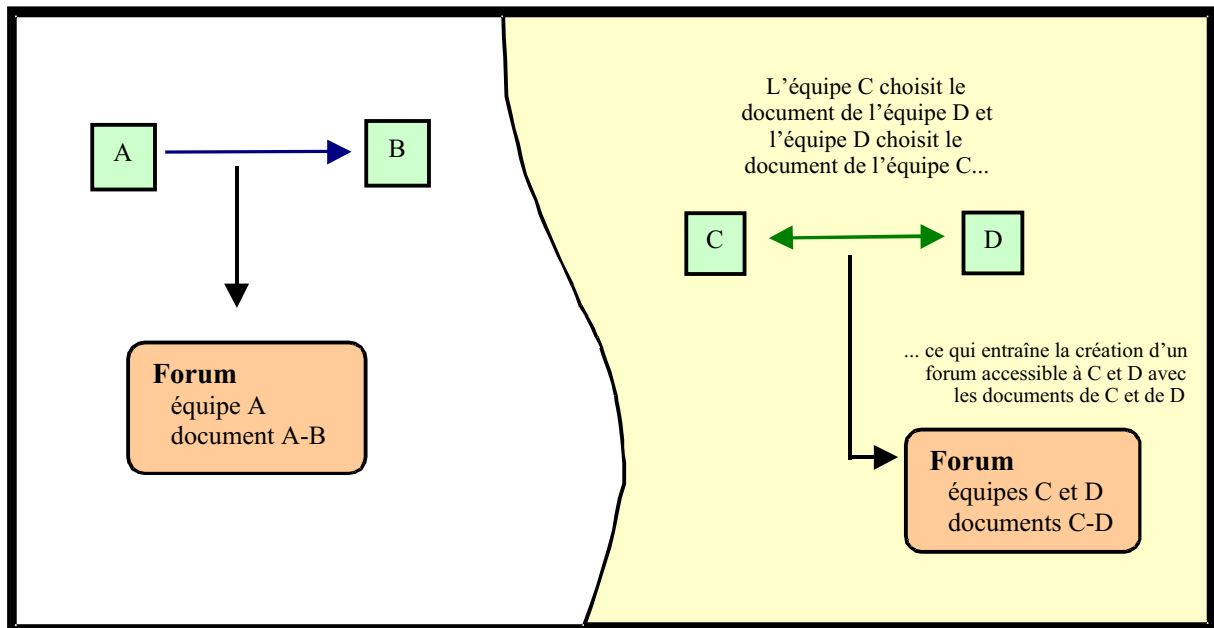 A
B
Forum
équipe A
document A-B
L'équipe C choisit le
document de l'équipe D et
l'équipe D choisit le
document de l'équipe C...
C
D
... ce qui entraîne la création d'un
forum accessible à C et D avec
les documents de C et de D
Forum
équipes C et D
documents C-D